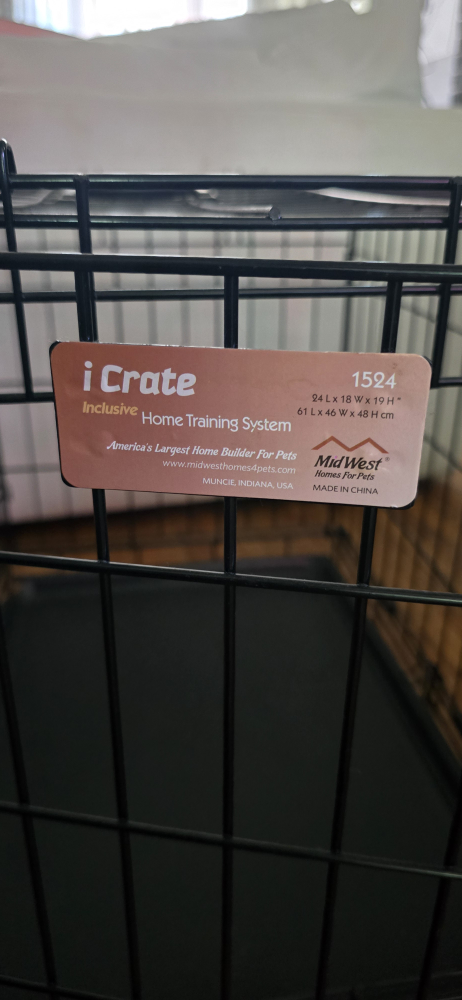 i Crate
1524
24 L x 18 W x 19 H "
61 L x 46 W x 48 H cm
Inclusive Home Training System
America's Largest Home Builder For Pets
www.midwesthomes4pets.com
MUNCIE, INDIANA, USA
MidWest®
Homes For Pets
MADE IN CHINA